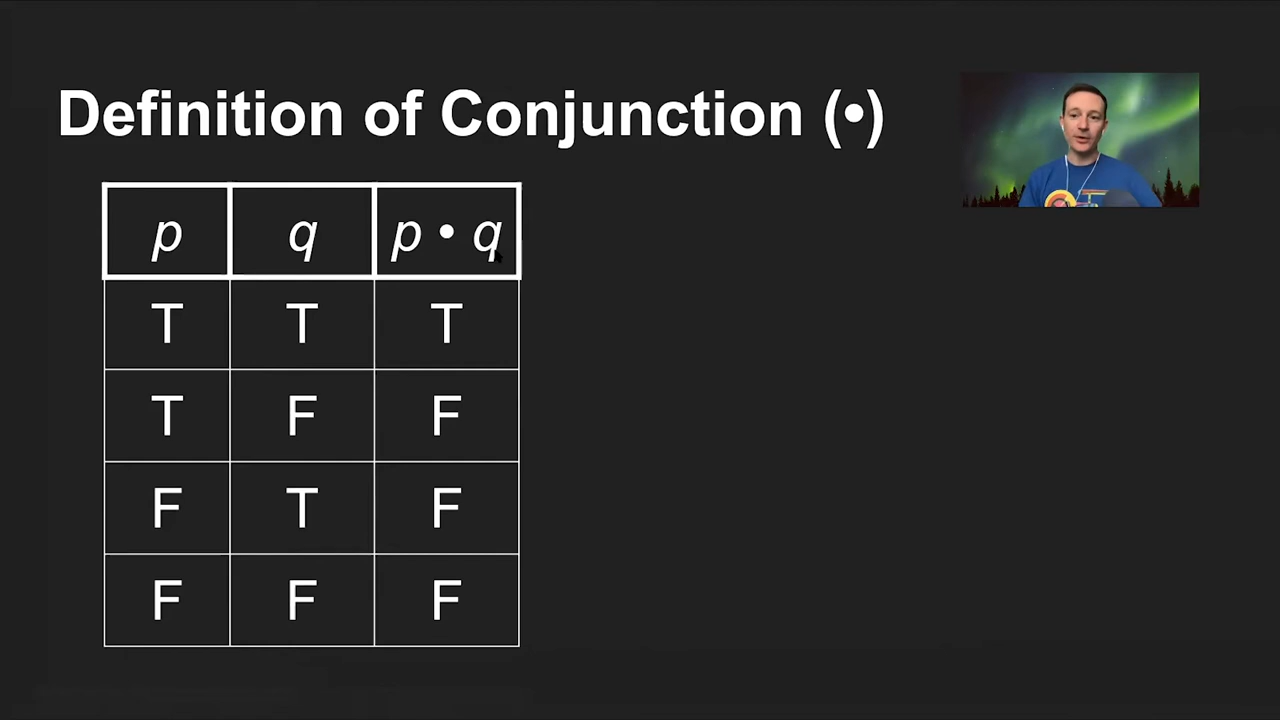 Definition of Conjunction (•)
p q p • q
T T T
T F F
F T F
F F F